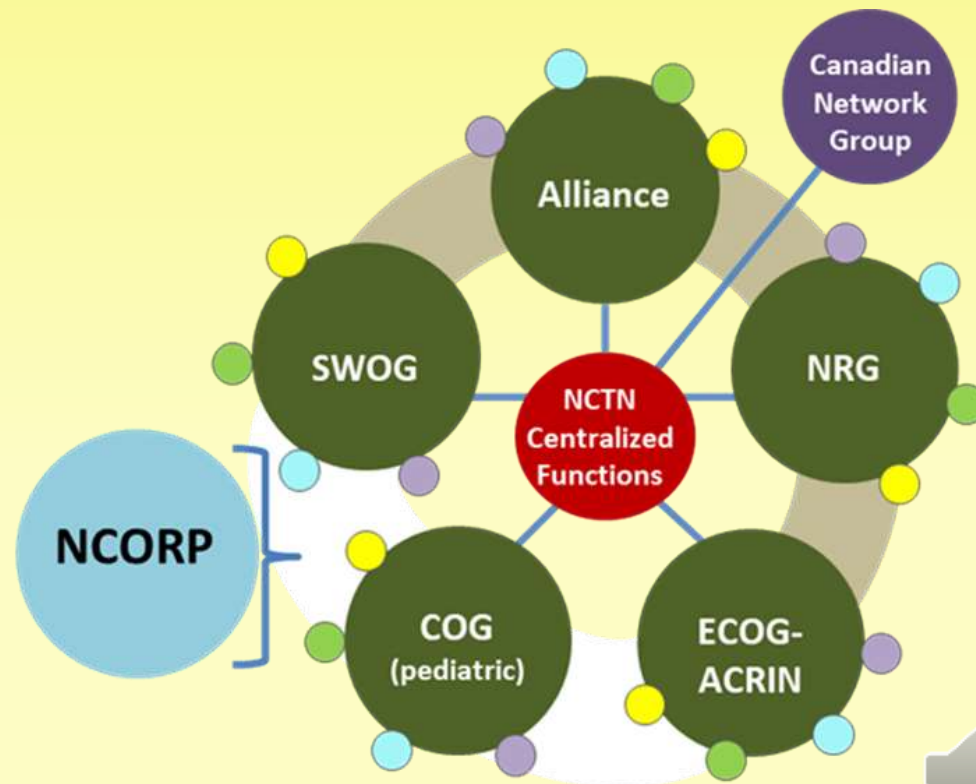 Canadian
Network
Group
Alliance
SWOG
NRG
NCTN
Centralized
Functions
NCORP
COG
(pediatric)
ECOG-
ACRIN